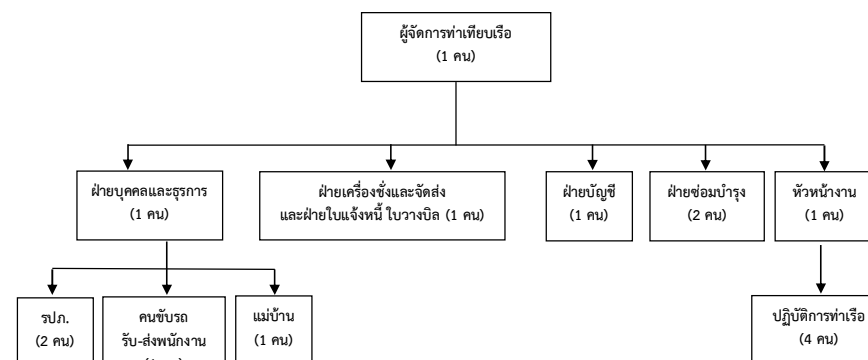 ผู้จัดการท่าเทียบเรือ
(1 คน)
ฝ่ายบุคคลและธุรการ
(1 คน)
ฝ่ายเครื่องชั่งและจัดส่ง
และฝ่ายใบแจ้งหนี้ ใบวางบิล (1 คน)
ฝ่ายบัญชี
(1 คน)
ฝ่ายซ่อมบำรุง
(2 คน)
หัวหน้างาน
(1 คน)
รปภ.
(2 คน)
คนขับรถ
รับ-ส่งพนักงาน
แม่บ้าน
(1 คน)
ปฏิบัติการท่าเรือ
(4 คน)